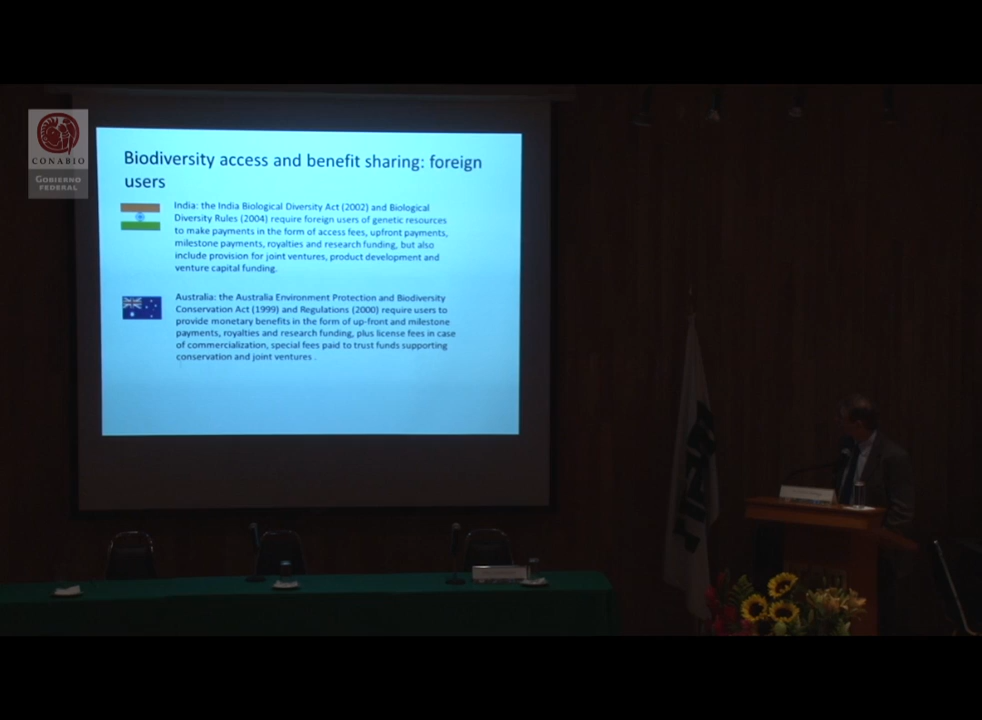 CONABIO
GOBIERNO
FEDERAL
Biodiversity access and benefit sharing: foreign
users
India: the India Biological Diversity Act (2002) and Biological
Diversity Rules (2004) require foreign users of genetic resources
to make payments in the form of access fees, upfront payments,
milestone payments, royalties and research funding, but also
include provision for joint ventures, product development and
venture capital funding.
Australia: the Australia Environment Protection and Biodiversity
Conservation Act (1999) and Regulations (2000) require users to
provide monetary benefits in the form of up-front and milestone
payments, royalties and research funding, plus license fees in case
of commercialization, special fees paid to trust funds supporting
conservation and joint ventures .